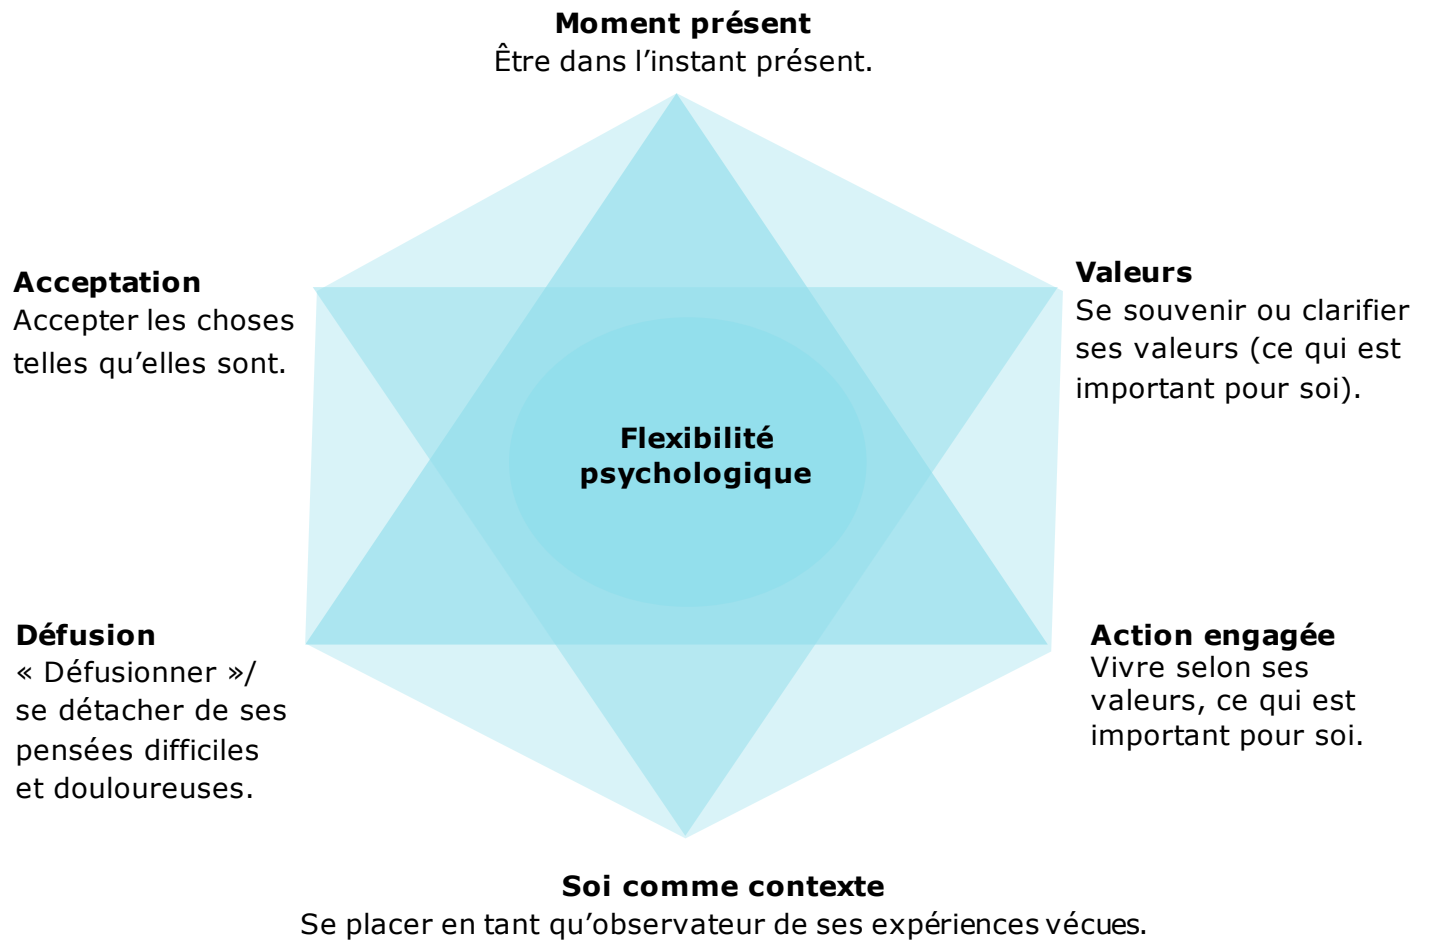 Moment présent
Être dans l’instant présent.
Acceptation
Accepter les choses
telles qu’elles sont.
Valeurs
Se souvenir ou clarifier
ses valeurs (ce qui est
important pour soi).
Flexibilité
psychologique
Défusion
« Défusionner »/
se détacher de ses
pensées difficiles
et douloureuses.
Action engagée
Vivre selon ses
valeurs, ce qui est
important pour soi.
Soi comme contexte
Se placer en tant qu’observateur de ses expériences vécues.